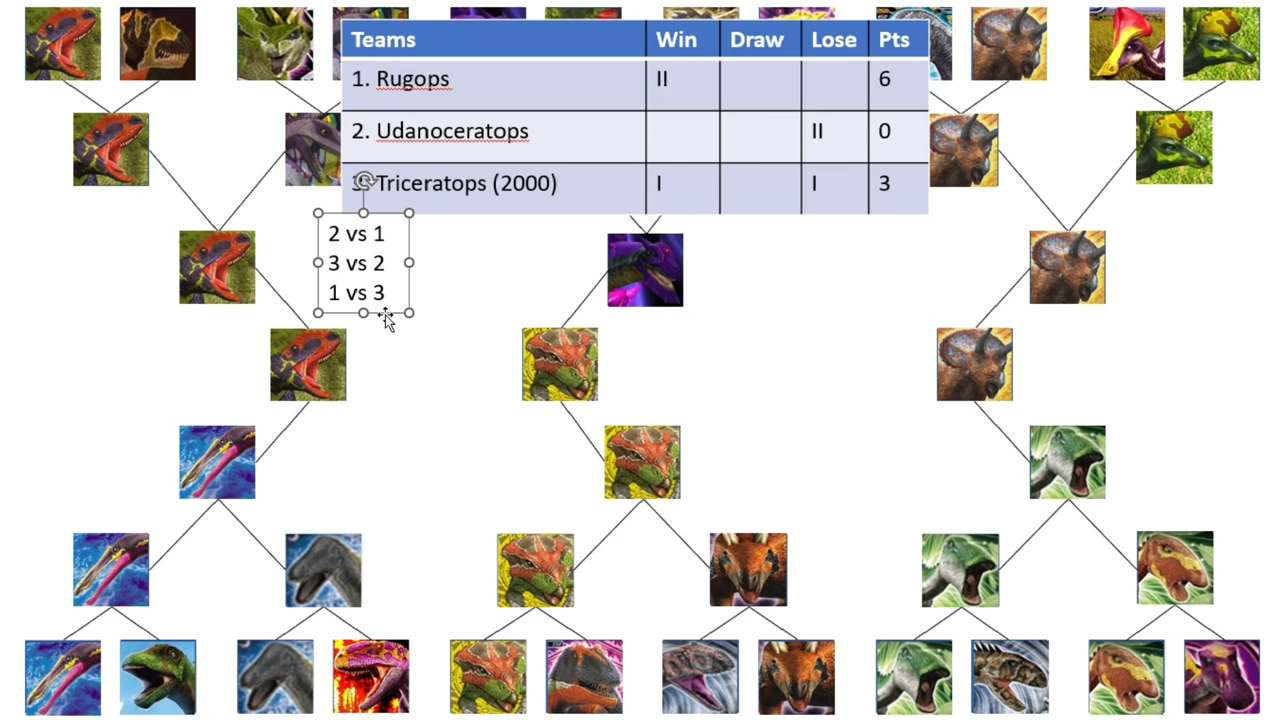 Teams Win Draw Lose Pts
1. Rugops II 6
2. Udanoceratops II 0
3. Triceratops (2000) I I 3
2 vs 1
3 vs 2
1 vs 3